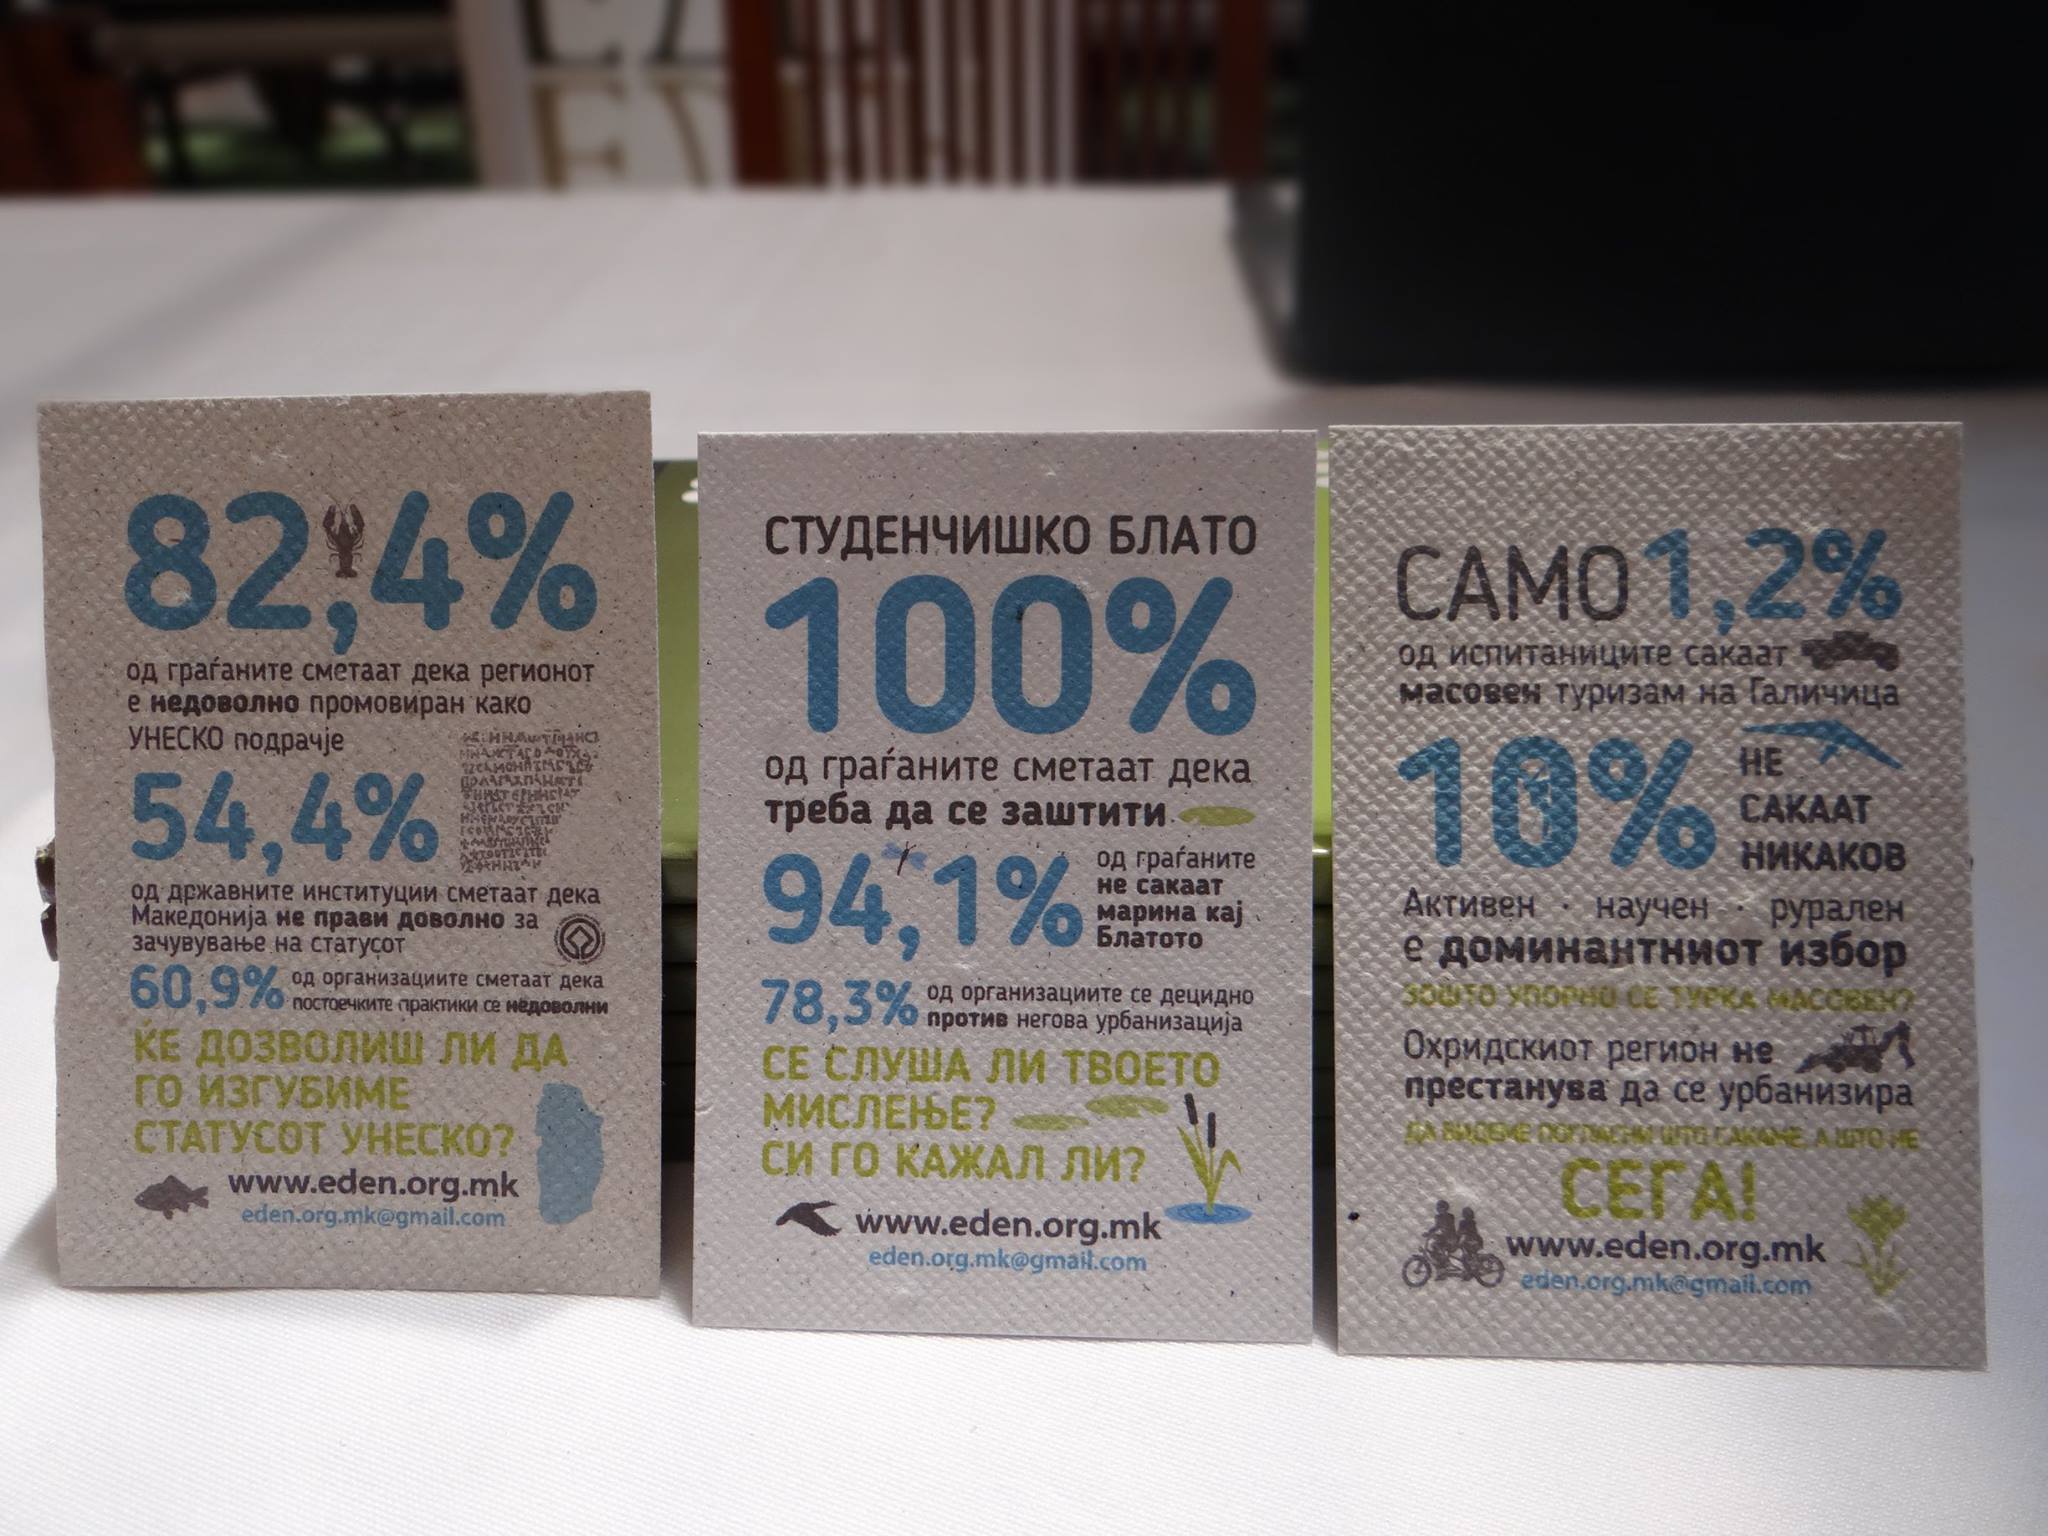 82,4%
од граѓаните сметаат дека регионот
е недоволно промовиран како
УНЕСКО подрачје
54,4%
од државните институции сметаат дека
Македонија не прави доволно за
зачувување на статусот
60,9% од организациите сметаат дека
постоечките практики се недоволни
ЌЕ ДОЗВОЛИШ ЛИ ДА
ГО ИЗГУБИМЕ
СТАТУСОТ УНЕСКО?
www.eden.org.mk
eden.org.mk@gmail.com
СТУДЕНЧИШКО БЛАТО
100%
од граѓаните сметаат дека
треба да се заштити
94,1% од граѓаните
не сакаат
марина кај
Блатото
78,3% од организациите се децидно
против негова урбанизација
СЕ СЛУША ЛИ ТВОЕТО
МИСЛЕЊЕ?
СИ ГО КАЖАЛ ЛИ?
www.eden.org.mk
eden.org.mk@gmail.com
САМО 1,2%
од испитаниците сакаат
масовен туризам на Галичица
10% НЕ
САКААТ
НИКАКОВ
Активен · научен · рурален
е доминантниот избор
ЗОШТО УПОРНО СЕ ТУРКА МАСОВЕН?
Охридскиот регион не
престанува да се урбанизира
ДА ВИДИМЕ ПОГЛАСНИ ШТО САКАМЕ, А ШТО НЕ
СЕГА!
www.eden.org.mk
eden.org.mk@gmail.com